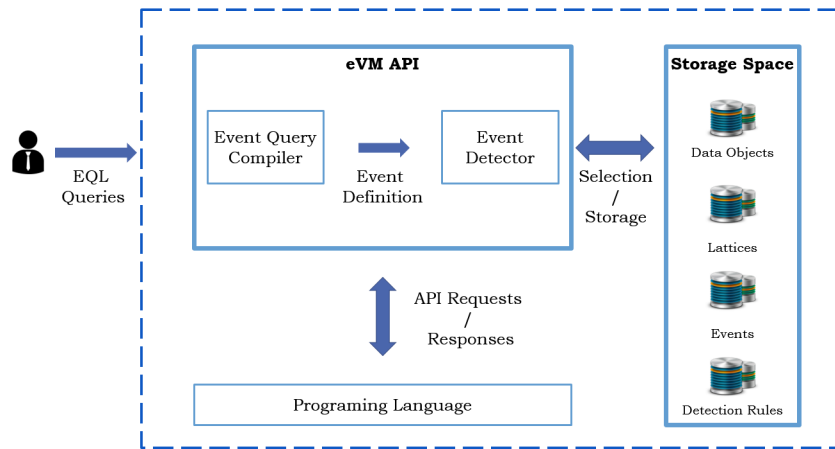 eVM API
Storage Space
Event Query
Compiler
Event
Detector
EQL
Queries
Event
Definition
Selection
/
Storage
Data Objects
Lattices
Events
Detection Rules
API Requests
/
Responses
Programing Language